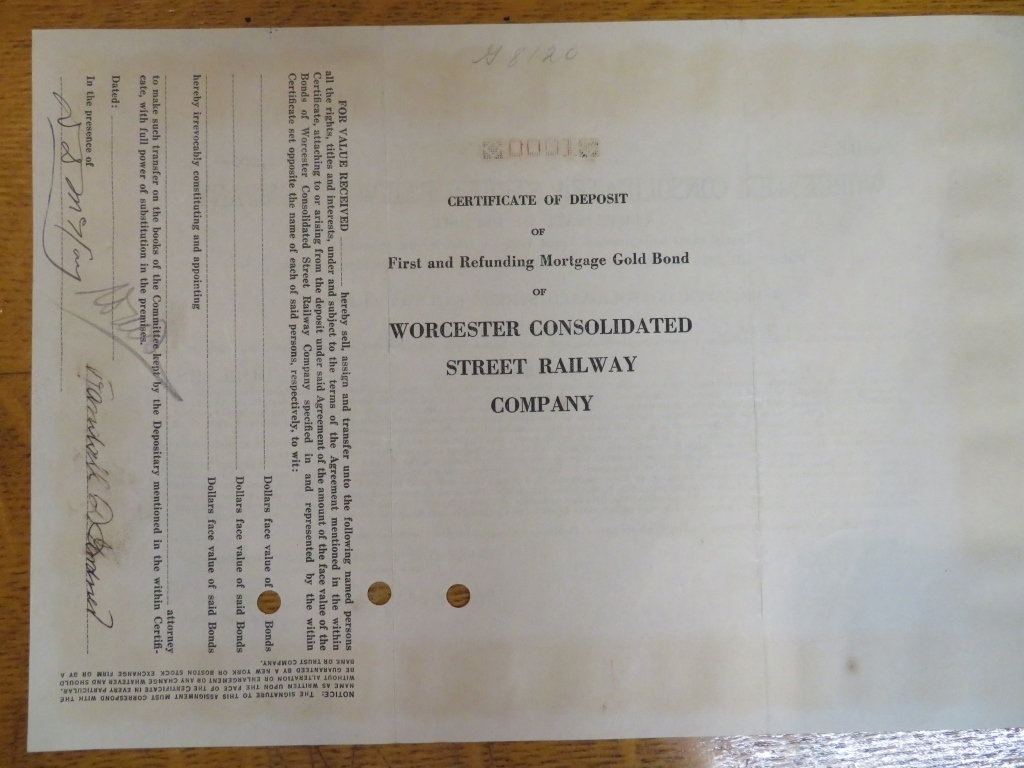 8120
CERTIFICATE OF DEPOSIT
OF
First and Refunding Mortgage Gold Bond
OF
WORCESTER CONSOLIDATED
STREET RAILWAY
COMPANY
FOR VALUE RECEIVED hereby sell, assign and transfer unto the following named persons
all the rights, titles and interests, under and subject to the terms of the Agreement mentioned in the within
Certificate, attaching to or arising from the deposit under said Agreement of the amount of the face value of the
Bonds of Worcester Consolidated Street Railway Company specified in and represented by the within
Certificate set opposite the name of each of said persons, respectively, to wit:
Dollars face value of Bonds
Dollars face value of said Bonds
Dollars face value of said Bonds
hereby irrevocably constituting and appointing
attorney
to make such transfer on the books of the Committee kept by the Depositary mentioned in the within Certifi-
cate, with full power of substitution in the premises.
Dated:
In the presence of
NOTICE: THE SIGNATURE TO THIS ASSIGNMENT MUST CORRESPOND WITH THE
NAME AS WRITTEN UPON THE FACE OF THE CERTIFICATE IN EVERY PARTICULAR,
WITHOUT ALTERATION OR ENLARGEMENT OR ANY CHANGE WHATEVER AND SHOULD
BE GUARANTEED BY A NEW YORK OR BOSTON STOCK EXCHANGE FIRM OR BY A
BANK OR TRUST COMPANY.